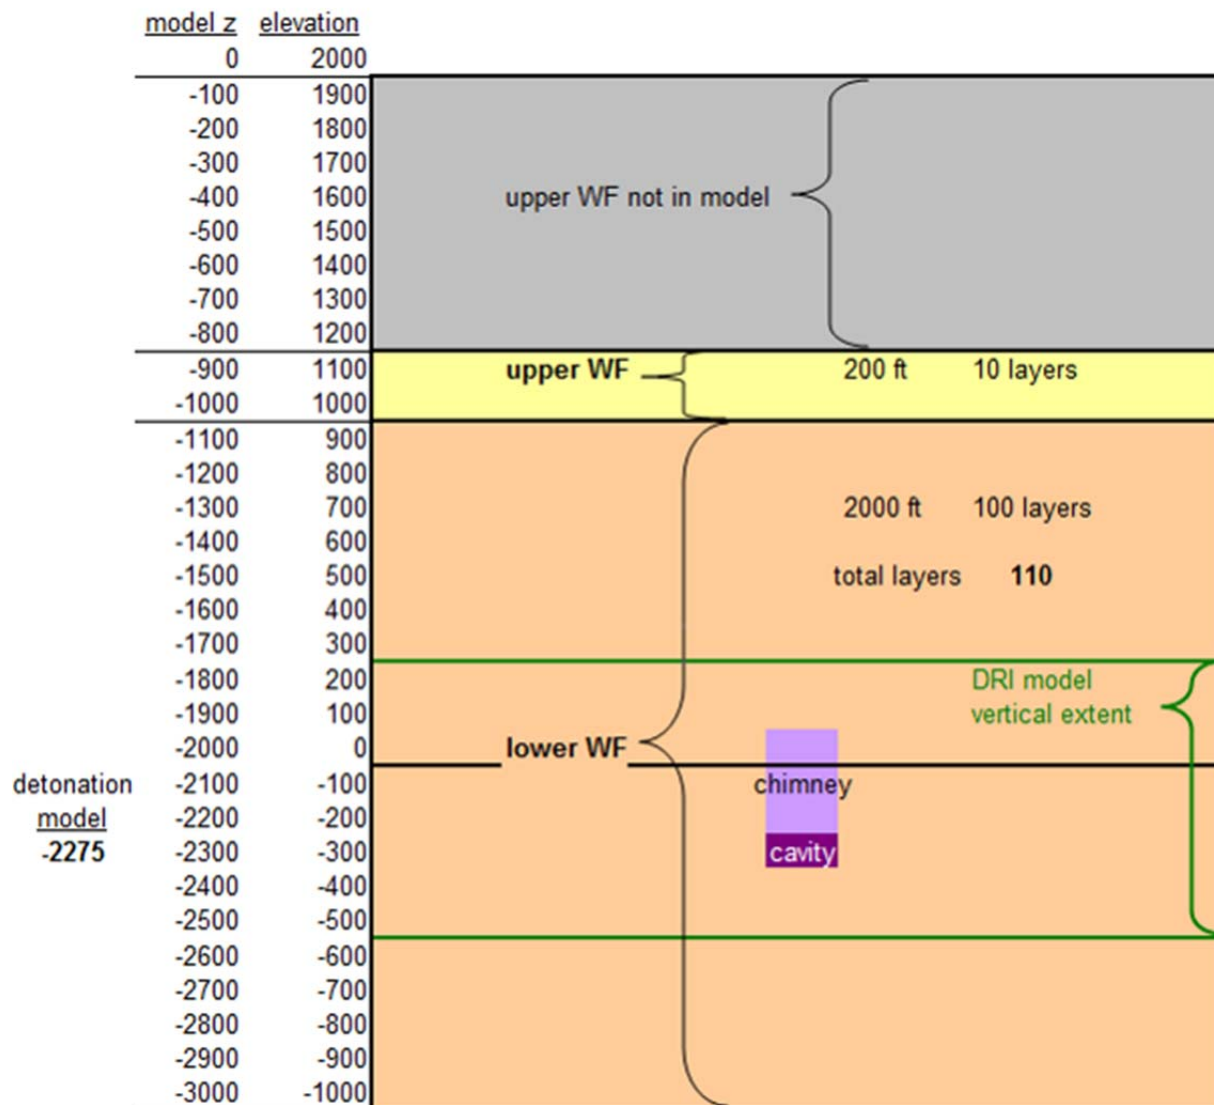 model z elevation
0 2000
-100 1900
-200 1800
-300 1700
-400 1600 upper WF not in model
-500 1500
-600 1400
-700 1300
-800 1200
-900 1100 upper WF 200 ft 10 layers
-1000 1000
-1100 900
-1200 800
-1300 700 2000 ft 100 layers
-1400 600
-1500 500 total layers 110
-1600 400
-1700 300
-1800 200 DRI model
-1900 100 vertical extent
-2000 0 lower WF
detonation -2100 -100 chimney
model -2200 -200
-2275 -2300 -300 cavity
-2400 -400
-2500 -500
-2600 -600
-2700 -700
-2800 -800
-2900 -900
-3000 -1000